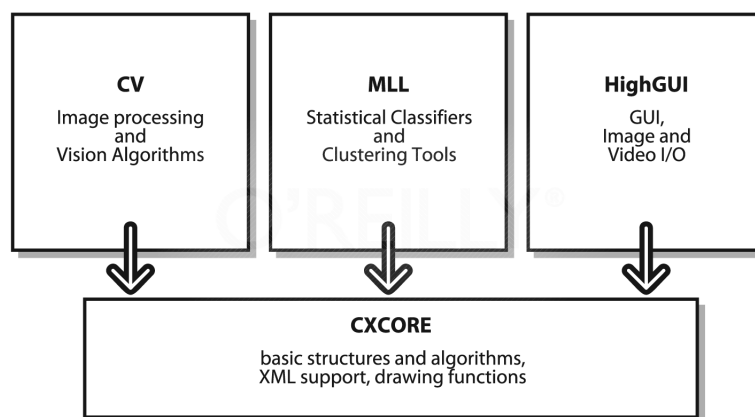 CV
Image processing
and
Vision Algorithms
MLL
Statistical Classifiers
and
Clustering Tools
HighGUI
GUI,
Image and
Video I/O
O'REILLY®
CXCORE
basic structures and algorithms,
XML support, drawing functions